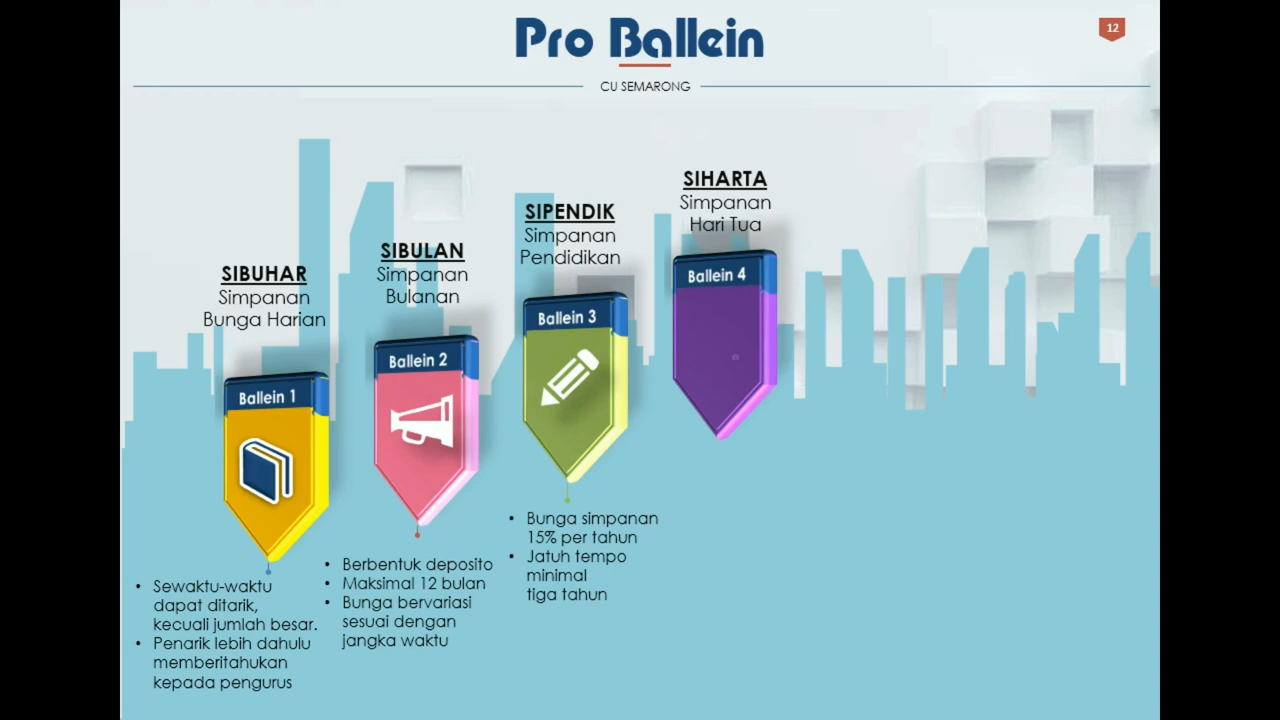 Pro Ballein
12
CU SEMARONG
SIBUHAR
Simpanan
Bunga Harian
Ballein 1
• Sewaktu-waktu
dapat ditarik,
kecuali jumlah besar.
• Penarik lebih dahulu
memberitahukan
kepada pengurus
SIBULAN
Simpanan
Bulanan
Ballein 2
• Berbentuk deposito
• Maksimal 12 bulan
• Bunga bervariasi
sesuai dengan
jangka waktu
SIPENDIK
Simpanan
Pendidikan
Ballein 3
• Bunga simpanan
15% per tahun
• Jatuh tempo
minimal
tiga tahun
SIHARTA
Simpanan
Hari Tua
Ballein 4